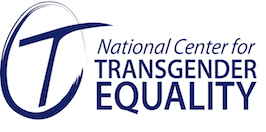 National Center for
TRANSGENDER
EQUALITY